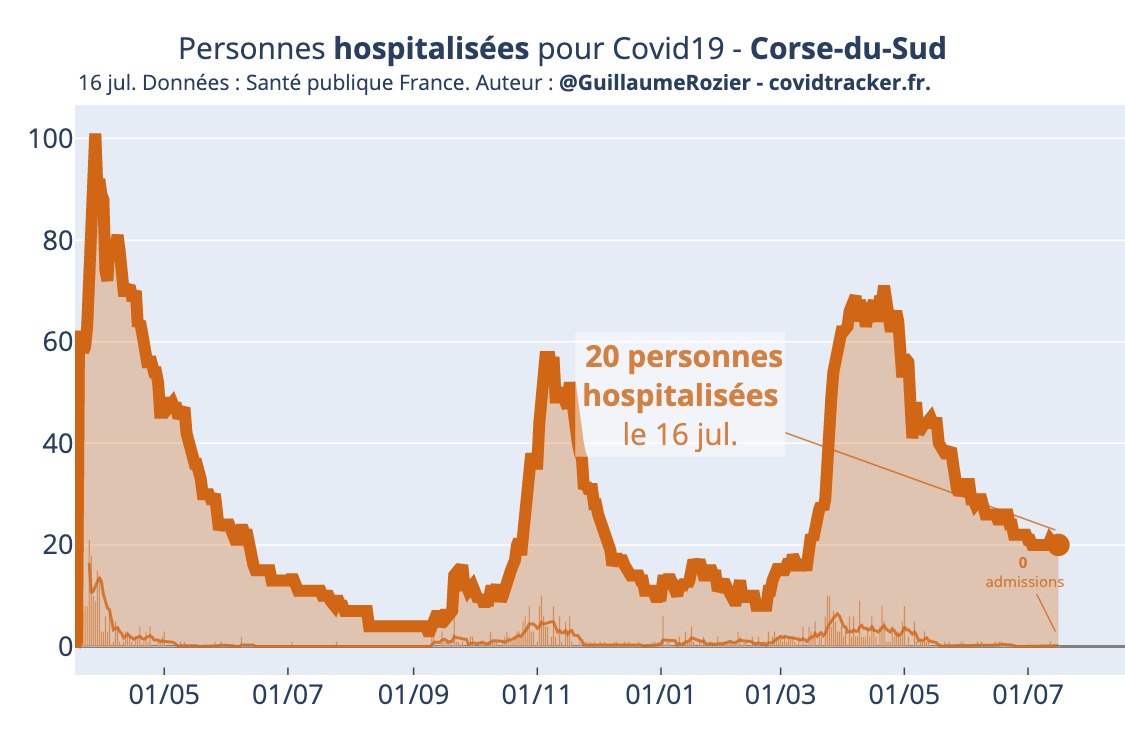 Personnes hospitalisées pour Covid19 - Corse-du-Sud
16 jul. Données : Santé publique France. Auteur : @GuillaumeRozier - covidtracker.fr.
100
80
60
40
20
0
20 personnes
hospitalisées
le 16 jul.
0
admissions
01/05 01/07 01/09 01/11 01/01 01/03 01/05 01/07